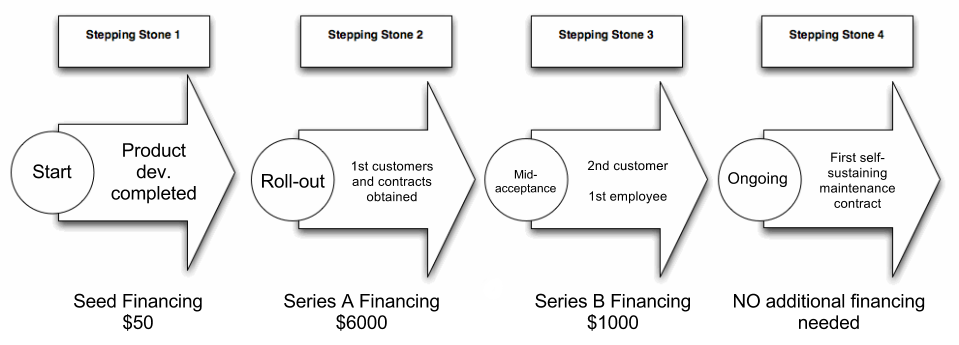 Stepping Stone 1
Stepping Stone 2
Stepping Stone 3
Stepping Stone 4
Start
Product
dev.
completed
Roll-out
1st customers
and contracts
obtained
Mid-
acceptance
2nd customer
1st employee
Ongoing
First self-
sustaining
maintenance
contract
Seed Financing
$50
Series A Financing
$6000
Series B Financing
$1000
NO additional financing
needed